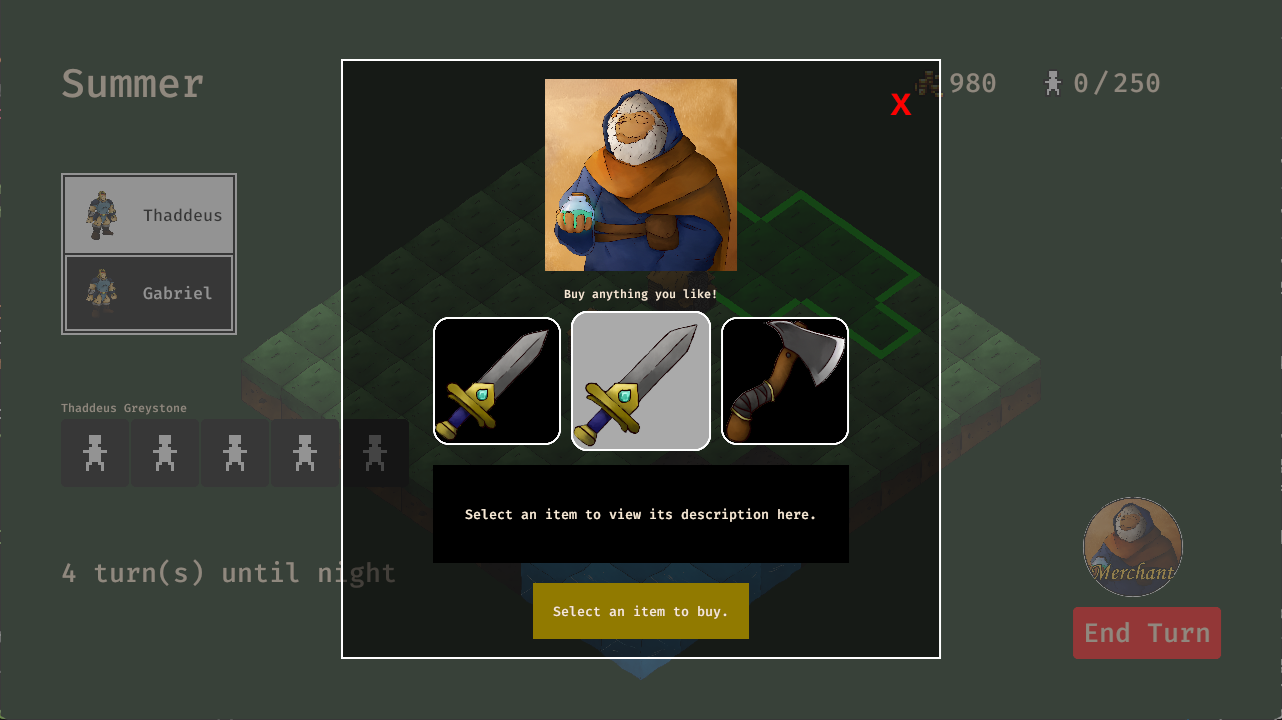 Summer
980
0/250
X
Thaddeus
Gabriel
Buy anything you like!
Thaddeus Greystone
Select an item to view its description here.
4 turn(s) until night
Merchant
Select an item to buy.
End Turn